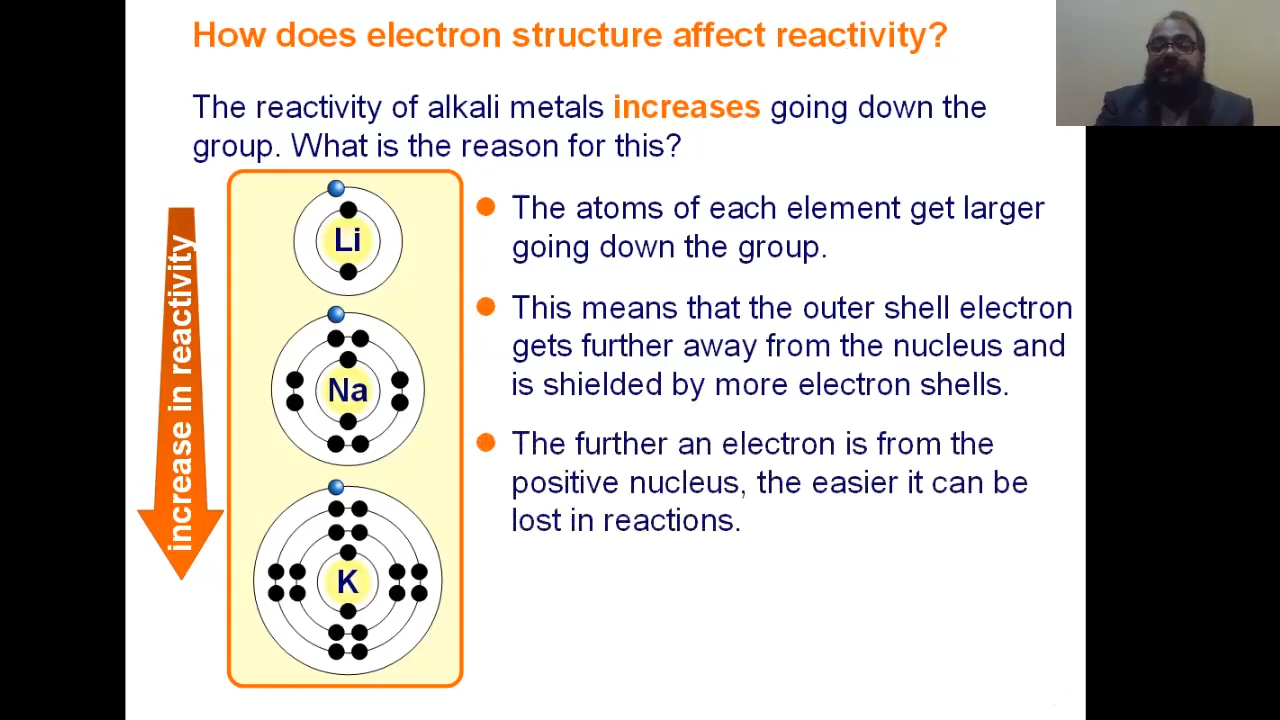 How does electron structure affect reactivity?
The reactivity of alkali metals increases going down the
group. What is the reason for this?
increase in reactivity
Li
Na
K
The atoms of each element get larger
going down the group.
This means that the outer shell electron
gets further away from the nucleus and
is shielded by more electron shells.
The further an electron is from the
positive nucleus, the easier it can be
lost in reactions.